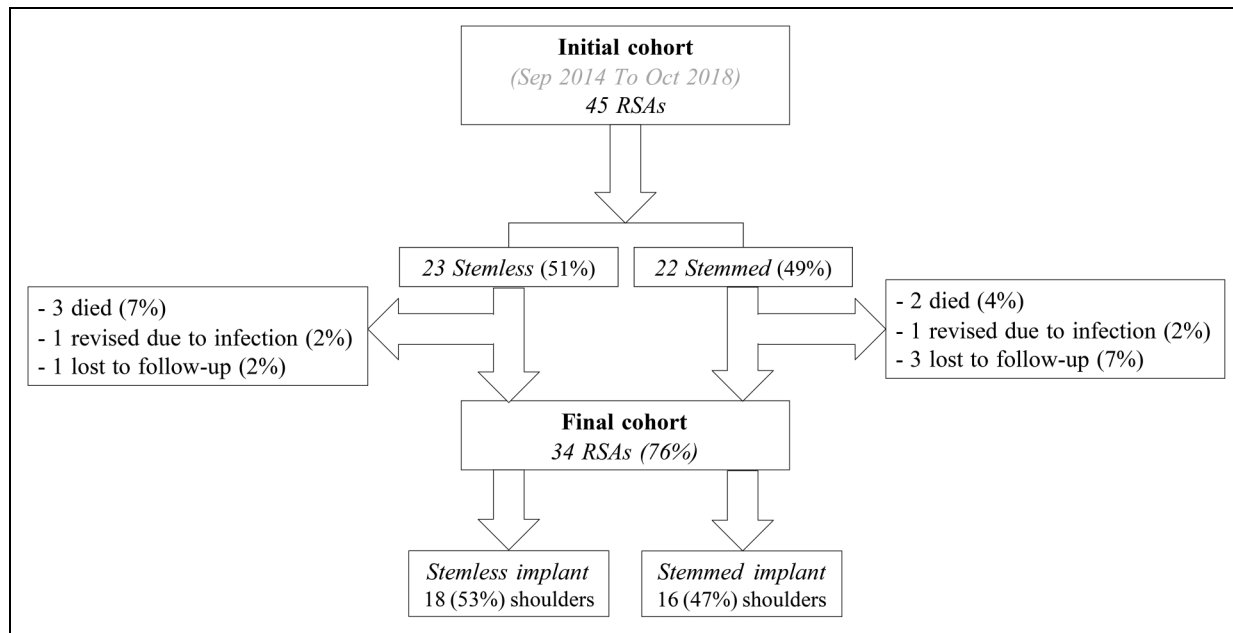 Initial cohort
(Sep 2014 To Oct 2018)
45 RSAs
23 Stemless (51%)
22 Stemmed (49%)
- 3 died (7%)
- 1 revised due to infection (2%)
- 1 lost to follow-up (2%)
- 2 died (4%)
- 1 revised due to infection (2%)
- 3 lost to follow-up (7%)
Final cohort
34 RSAs (76%)
Stemless implant
18 (53%) shoulders
Stemmed implant
16 (47%) shoulders